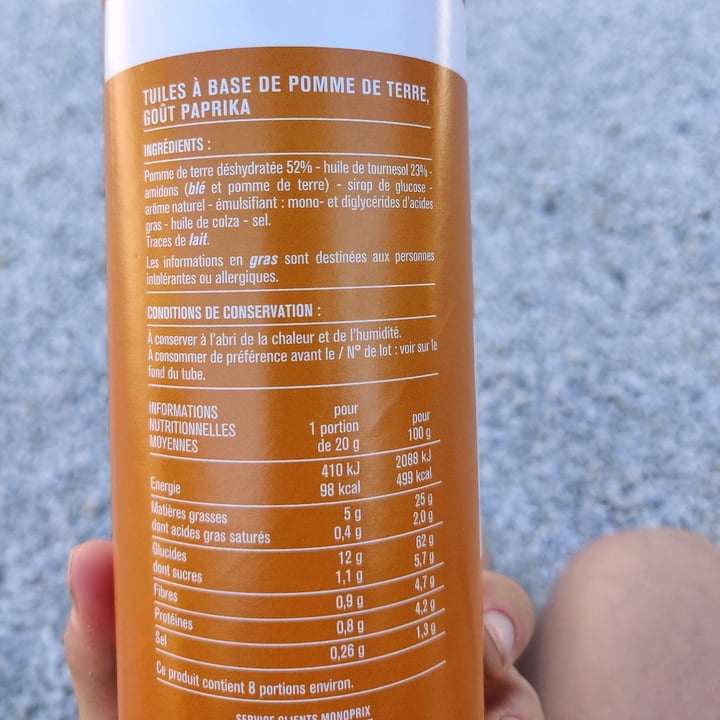 TUILES À BASE DE POMME DE TERRE,
GOÛT PAPRIKA
INGRÉDIENTS :
Pomme de terre déshydratée 52% - huile de tournesol 23% -
amidons (blé et pomme de terre) - sirop de glucose -
arôme naturel - émulsifiant : mono- et diglycérides d'acides
gras - huile de colza - sel.
Traces de lait.
Les informations en gras sont destinées aux personnes
intolérantes ou allergiques.
CONDITIONS DE CONSERVATION :
À conserver à l'abri de la chaleur et de l'humidité.
À consommer de préférence avant le / N° de lot : voir sur le
fond du tube.
INFORMATIONS pour pour
NUTRITIONNELLES 1 portion 100 g
MOYENNES de 20 g
410 kJ 2088 kJ
Energie 98 kcal 499 kcal
Matières grasses 5 g 25 g
dont acides gras saturés 0,4 g 2,0 g
Glucides 12 g 62 g
dont sucres 1,1 g 5,7 g
Fibres 0,9 g 4,7 g
Protéines 0,8 g 4,2 g
Sel 0,26 g 1,3 g
Ce produit contient 8 portions environ.
SERVICE CLIENTS MONOPRIX